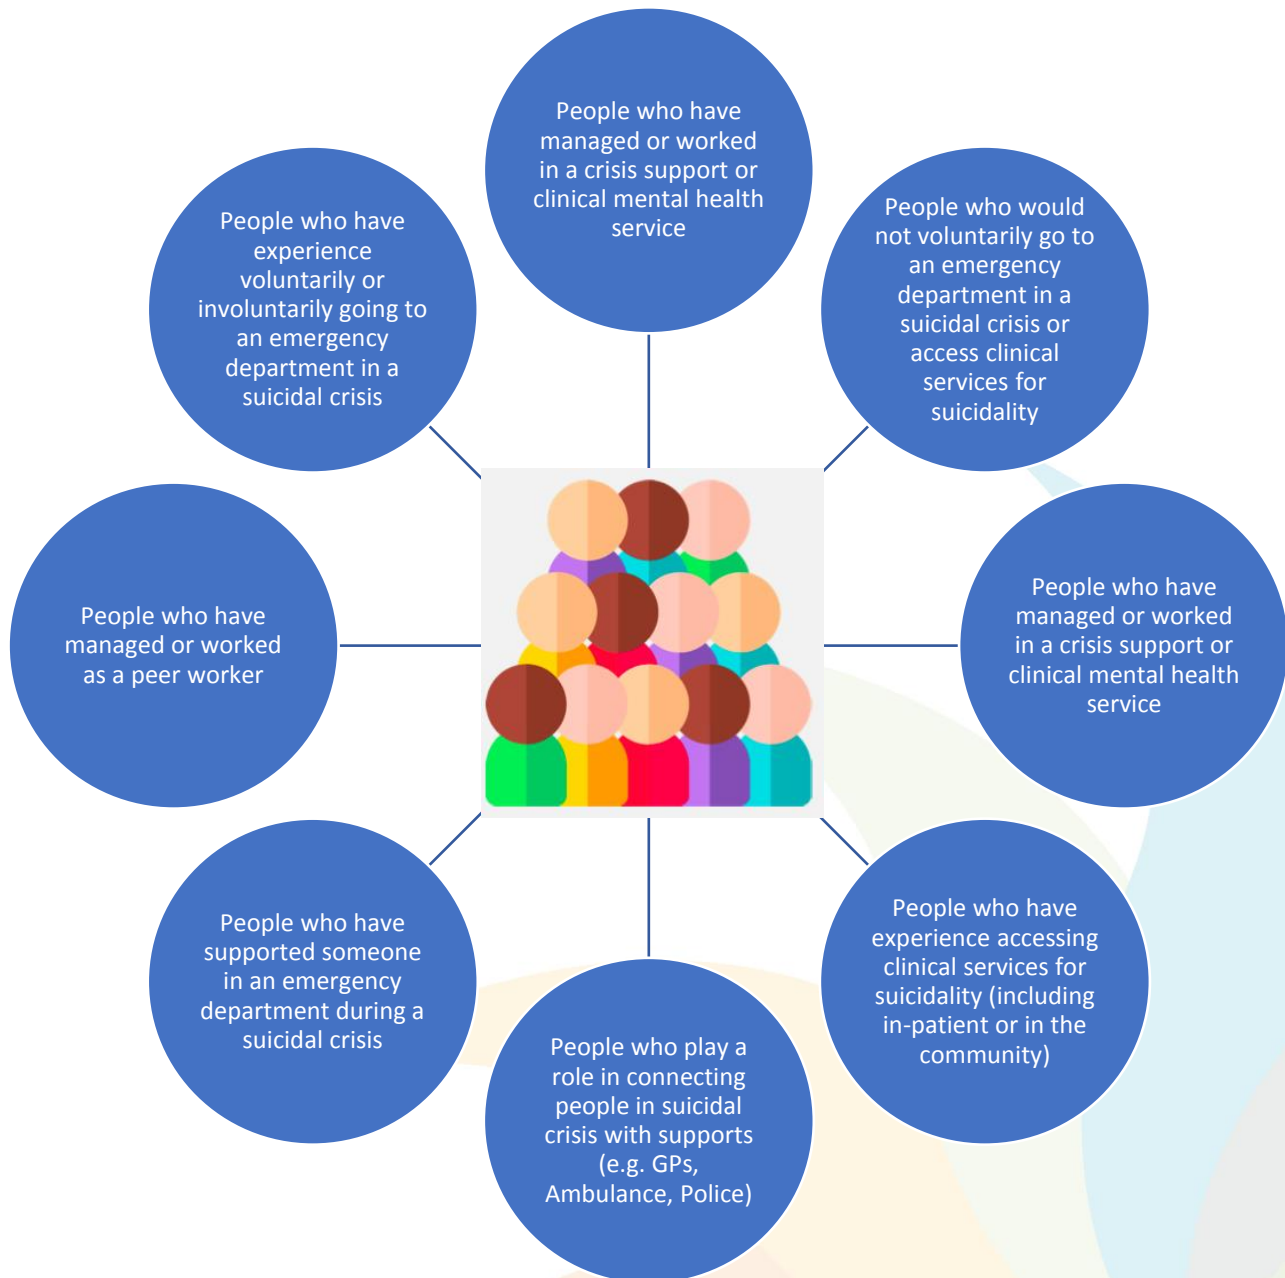 People who have
managed or worked
in a crisis support or
clinical mental health
service
People who would
not voluntarily go to
an emergency
department in a
suicidal crisis or
access clinical
services for
suicidality
People who have
managed or worked
in a crisis support or
clinical mental health
service
People who have
experience accessing
clinical services for
suicidality (including
in-patient or in the
community)
People who play a
role in connecting
people in suicidal
crisis with supports
(e.g. GPs,
Ambulance, Police)
People who have
supported someone
in an emergency
department during a
suicidal crisis
People who have
managed or worked
as a peer worker
People who have
experience
voluntarily or
involuntarily going to
an emergency
department in a
suicidal crisis